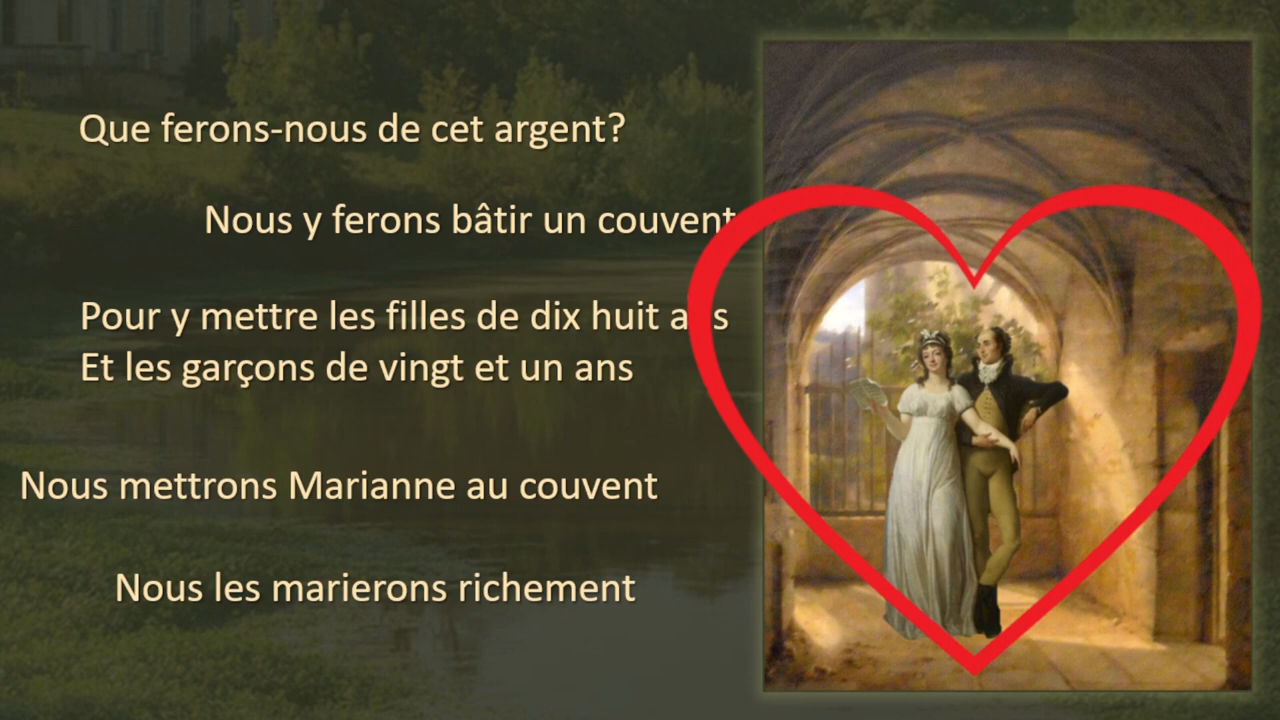 Que ferons-nous de cet argent?
Nous y ferons bâtir un couvent
Pour y mettre les filles de dix huit ans
Et les garçons de vingt et un ans
Nous mettrons Marianne au couvent
Nous les marierons richement